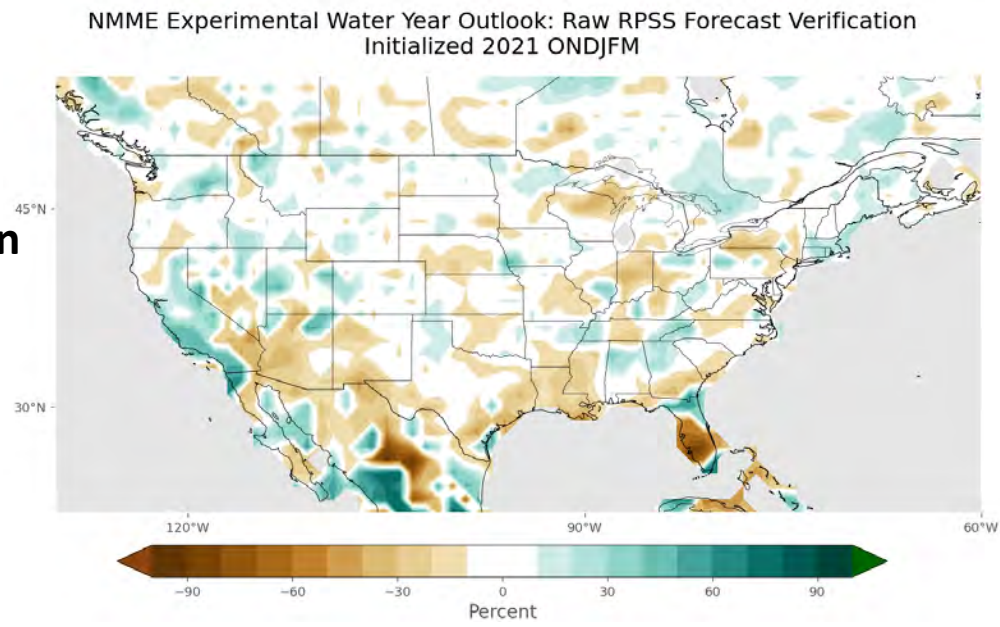 NMME Experimental Water Year Outlook: Raw RPSS Forecast Verification
Initialized 2021 ONDJFM
n
45°N
30°N
120°W 90°W 60°W
−90 −60 −30 0 30 60 90
Percent